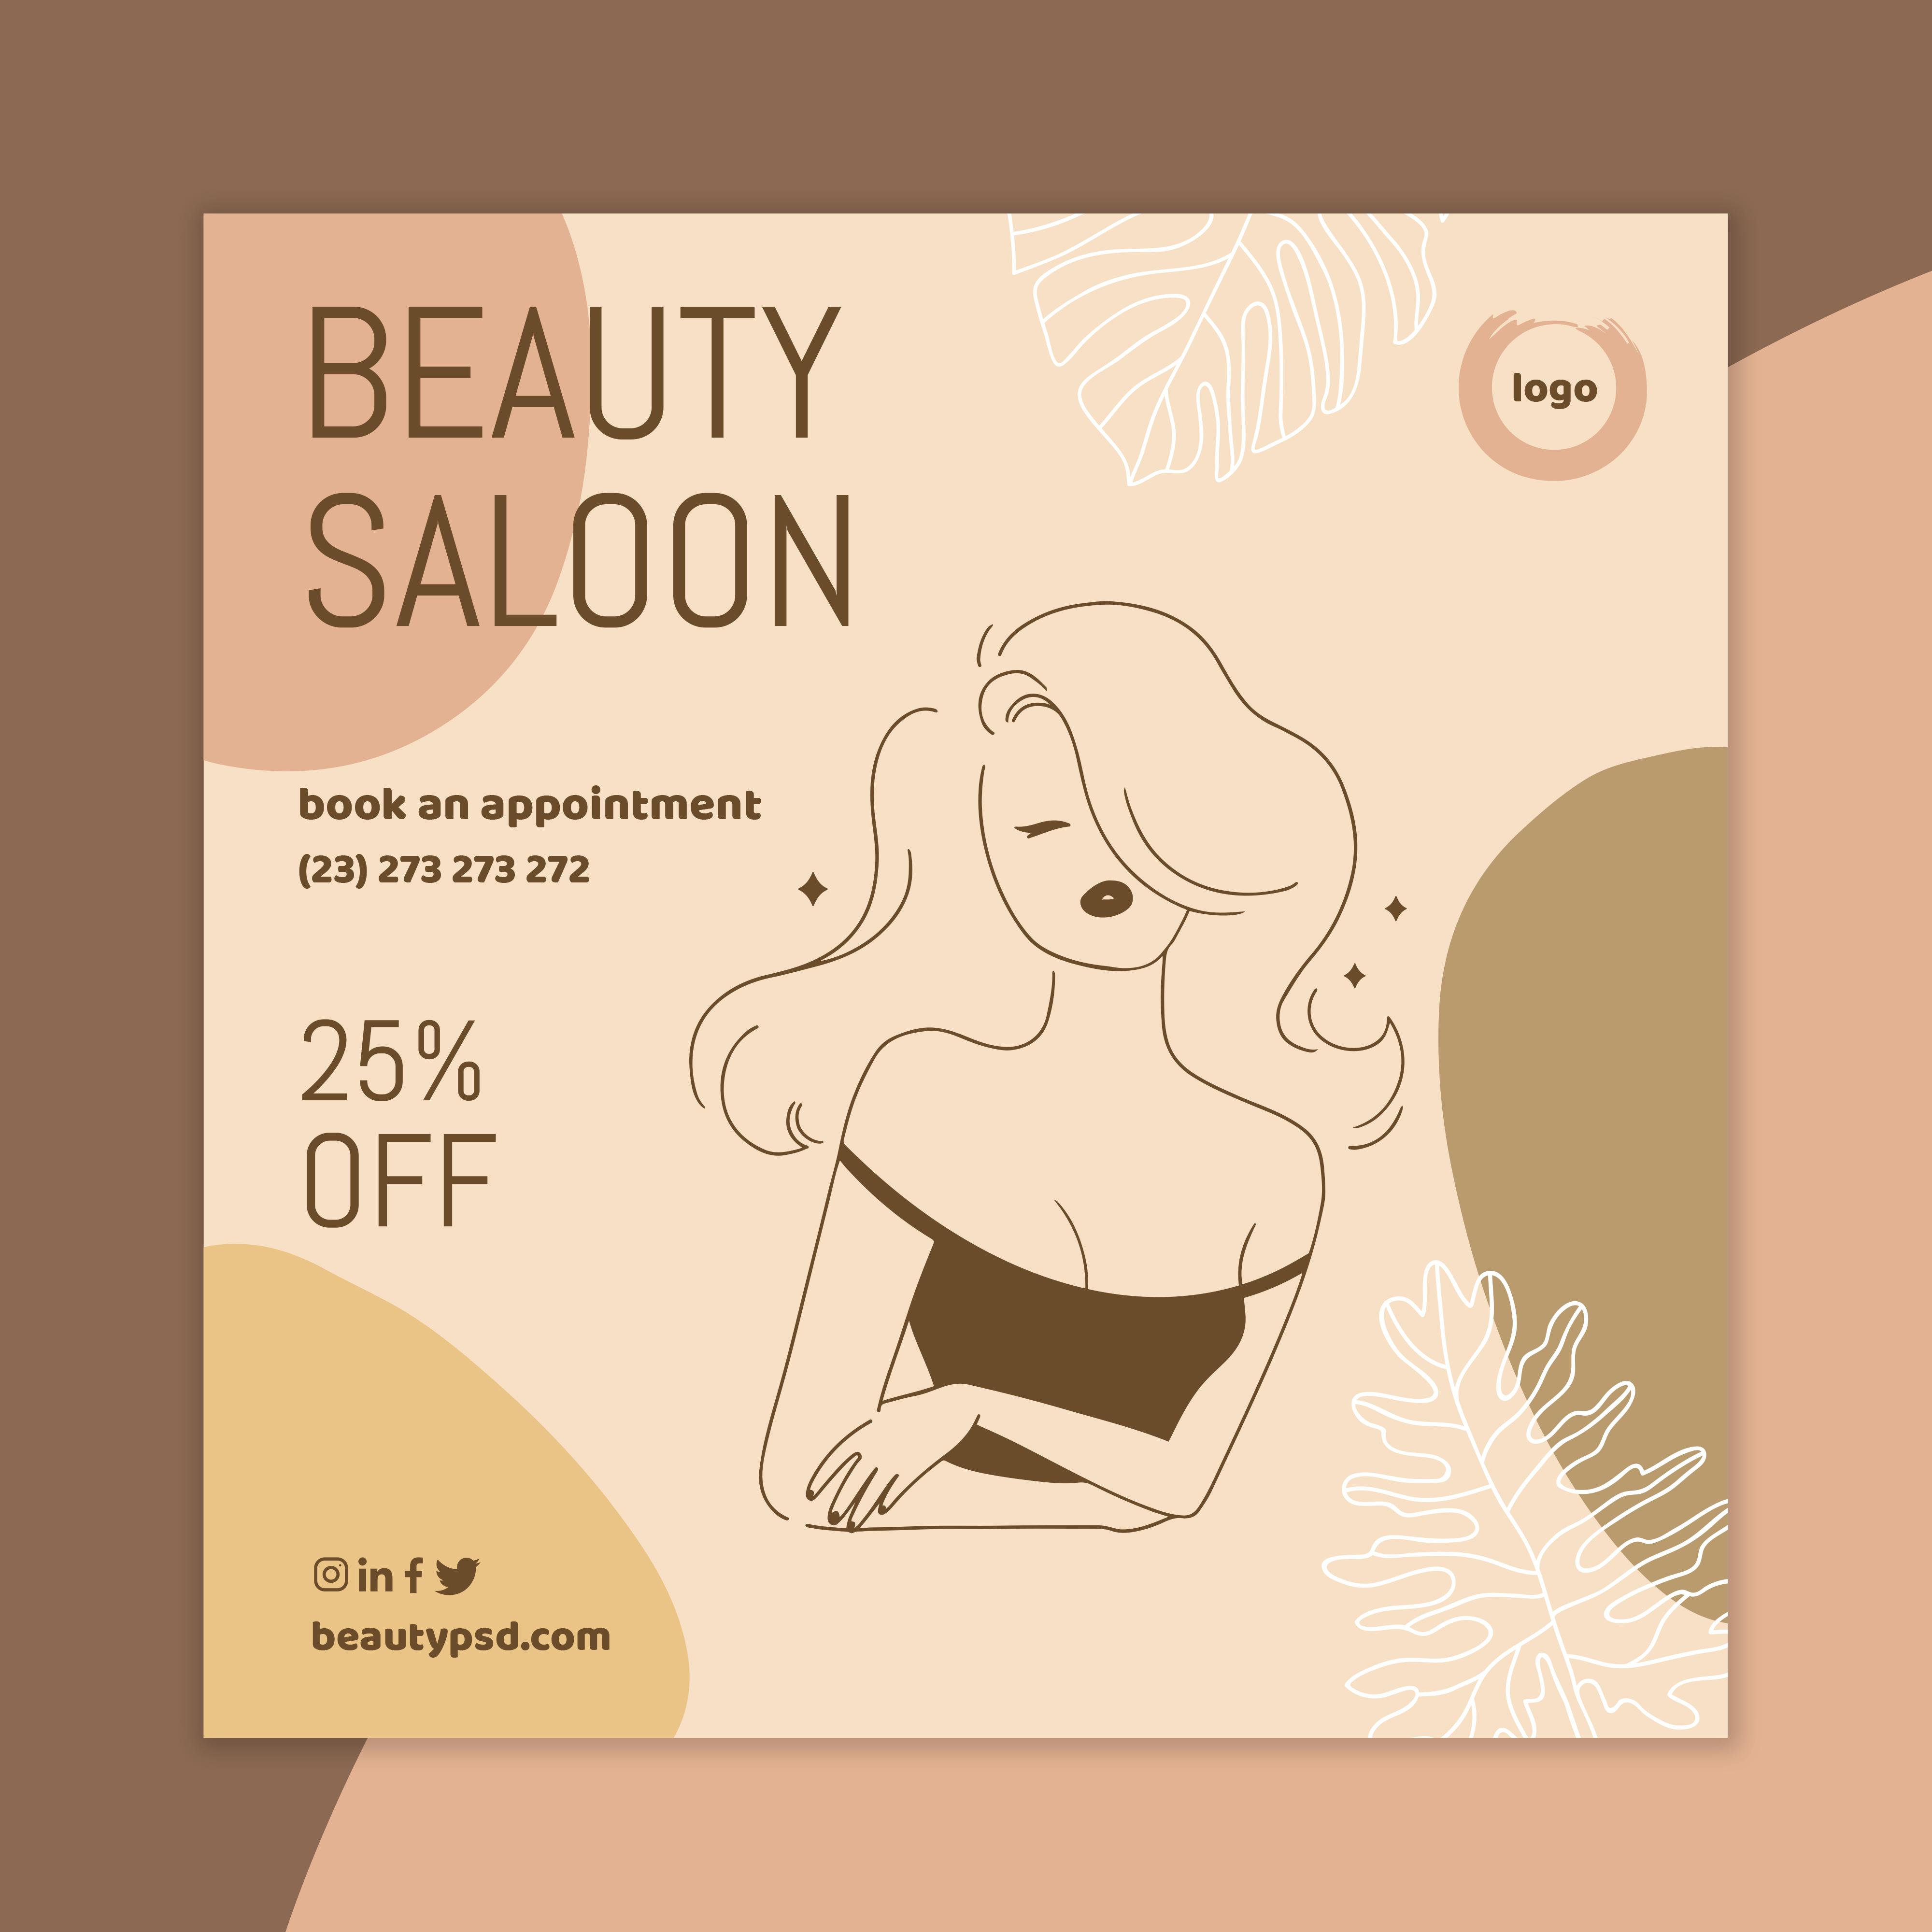 BEAUTY
SALOON
logo
book an appointment
(23) 273 273 272
25%
OFF
in f
beautypsd.com